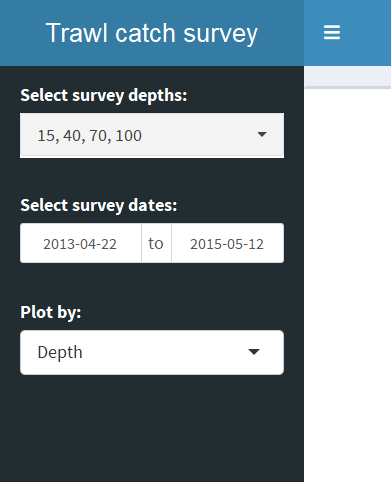 Trawl catch survey
Select survey depths:
15, 40, 70, 100
Select survey dates:
2013-04-22 to 2015-05-12
Plot by:
Depth